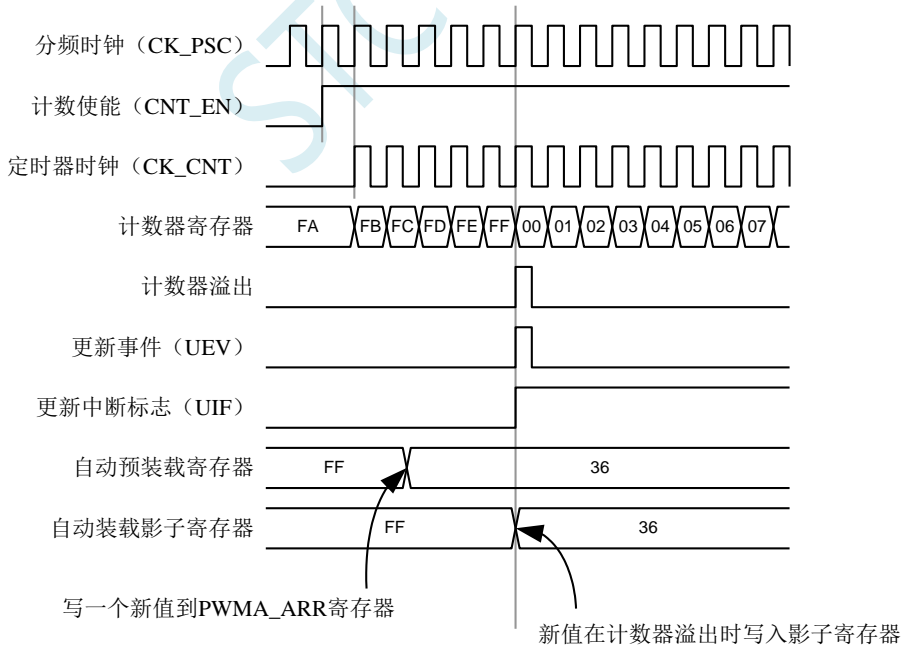 STC
分频时钟（CK_PSC）
计数使能（CNT_EN）
定时器时钟（CK_CNT）
计数器寄存器 FA FB FC FD FE FF 00 01 02 03 04 05 06 07
计数器溢出
更新事件（UEV）
更新中断标志（UIF）
自动预装载寄存器 FF 36
自动装载影子寄存器 FF 36
写一个新值到PWMA_ARR寄存器
新值在计数器溢出时写入影子寄存器